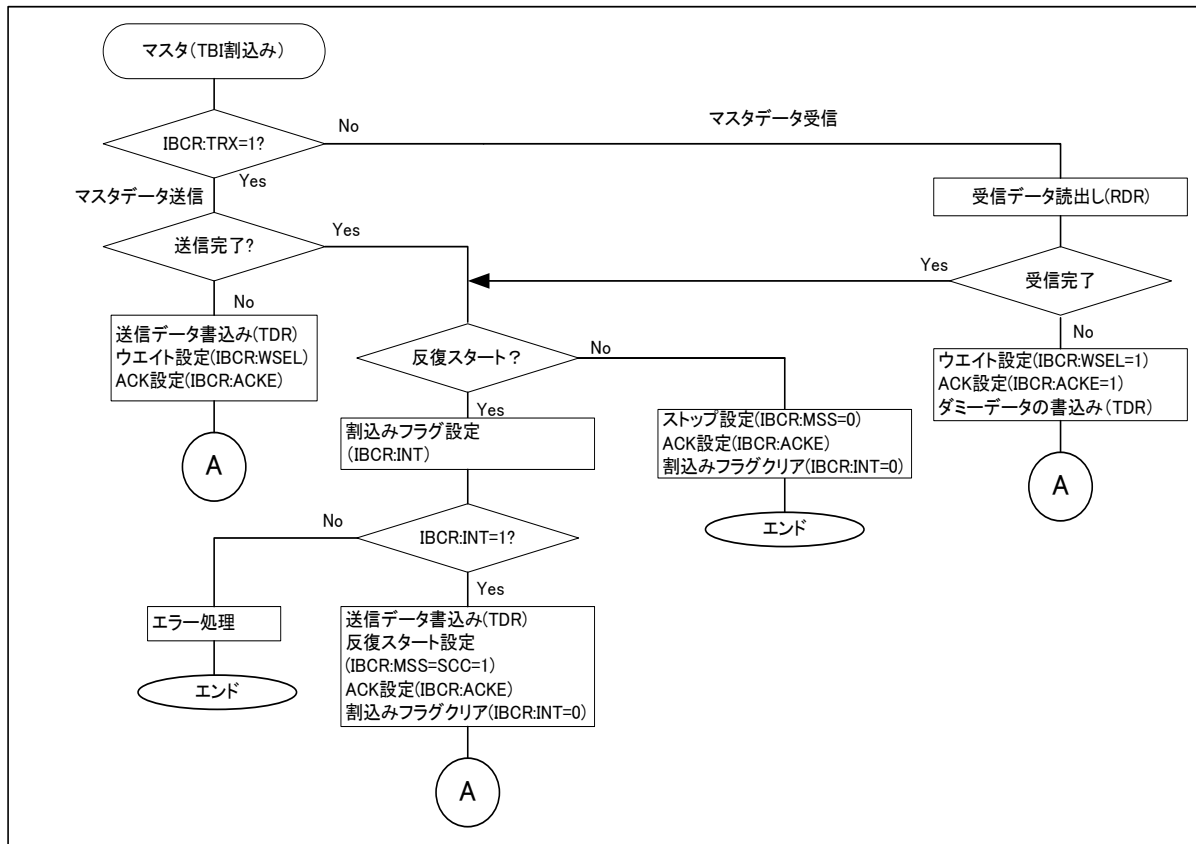 マスタ(TBI割込み)
IBCR:TRX=1?
No
マスタデータ受信
Yes
マスタデータ送信
受信データ読出し(RDR)
送信完了?
Yes
Yes
受信完了
No
送信データ書込み(TDR)
ウエイト設定(IBCR:WSEL)
ACK設定(IBCR:ACKE)
A
反復スタート?
No
No
ウエイト設定(IBCR:WSEL=1)
ACK設定(IBCR:ACKE=1)
ダミーデータの書込み(TDR)
A
Yes
割込みフラグ設定
(IBCR:INT)
ストップ設定(IBCR:MSS=0)
ACK設定(IBCR:ACKE)
割込みフラグクリア(IBCR:INT=0)
エンド
No
IBCR:INT=1?
Yes
エラー処理
エンド
送信データ書込み(TDR)
反復スタート設定
(IBCR:MSS=SCC=1)
ACK設定(IBCR:ACKE)
割込みフラグクリア(IBCR:INT=0)
A